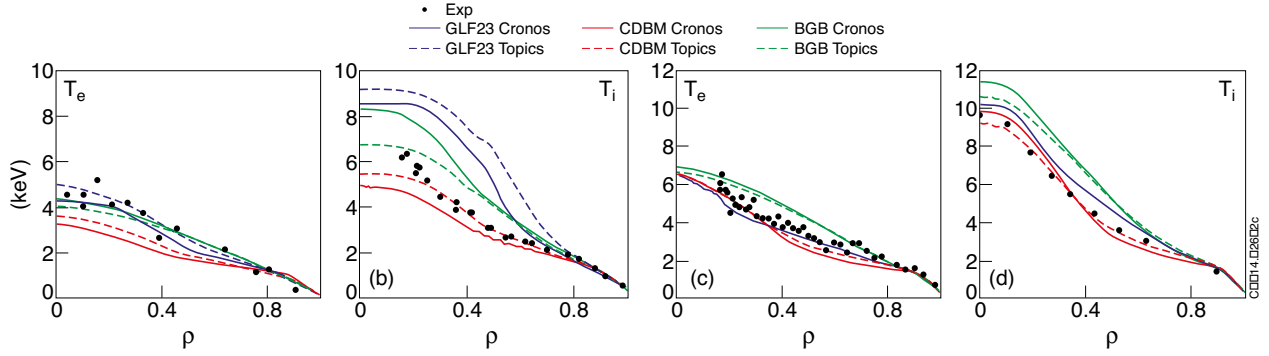 Exp
GLF23 Cronos CDBM Cronos BGB Cronos
GLF23 Topics CDBM Topics BGB Topics
10 10 12 12
8 8 10 10
6 6 8 8
4 4 6 6
2 2 4 4
0 0 2 2
0 0
Te Ti Te Ti
(keV)
(b) (c) (d)
0 0.4 0.8 0 0.4 0.8 0 0.4 0.8 0 0.4 0.8
ρ ρ ρ ρ